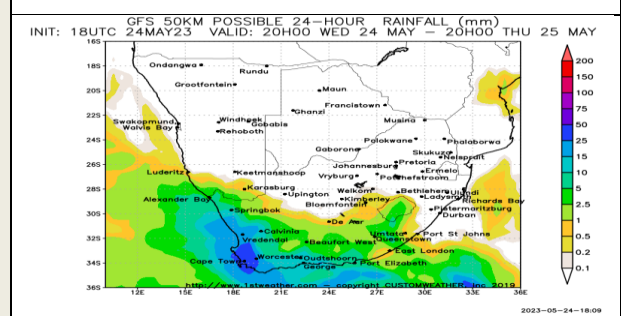 GFS 50KM POSSIBLE 24-HOUR RAINFALL (mm)
INIT: 18UTC 24MAY23 VALID: 20H00 WED 24 MAY – 20H00 THU 25 MAY
16S
18S
20S
22S
24S
26S
28S
30S
32S
34S
36S
Ondangwa
Rundu
Grootfontein
Maun
Francistown
Ghanzi
Swakopmund
Walvis Bay
Windhoek
Gobabis
Rehoboth
Musina
Polokwane
Phalaborwa
Gaborone
Skukuza
Nelspruit
Johannesburg
Pretoria
Ermelo
Luderitz
Keetmanshoop
Vryburg
Potchefstroom
Karasburg
Upington
Welkom
Bethlehem
Ulundi
Ladysmith
Richards Bay
Alexander Bay
Kimberley
Bloemfontein
Pietermaritzburg
Durban
Springbok
De Aar
Calvinia
Vredendal
Beaufort West
Umtata
Queenstown
Port St Johns
East London
Cape Town
Worcester
Oudtshoorn
George
Port Elizabeth
http://www.1stweather.com – copyright CUSTOMWEATHER, inc 2019
12E 15E 18E 21E 24E 27E 30E 33E 36E
200
150
100
75
50
25
15
10
5
2.5
1
0.5
0.2
0.1
2023-05-24-18:09